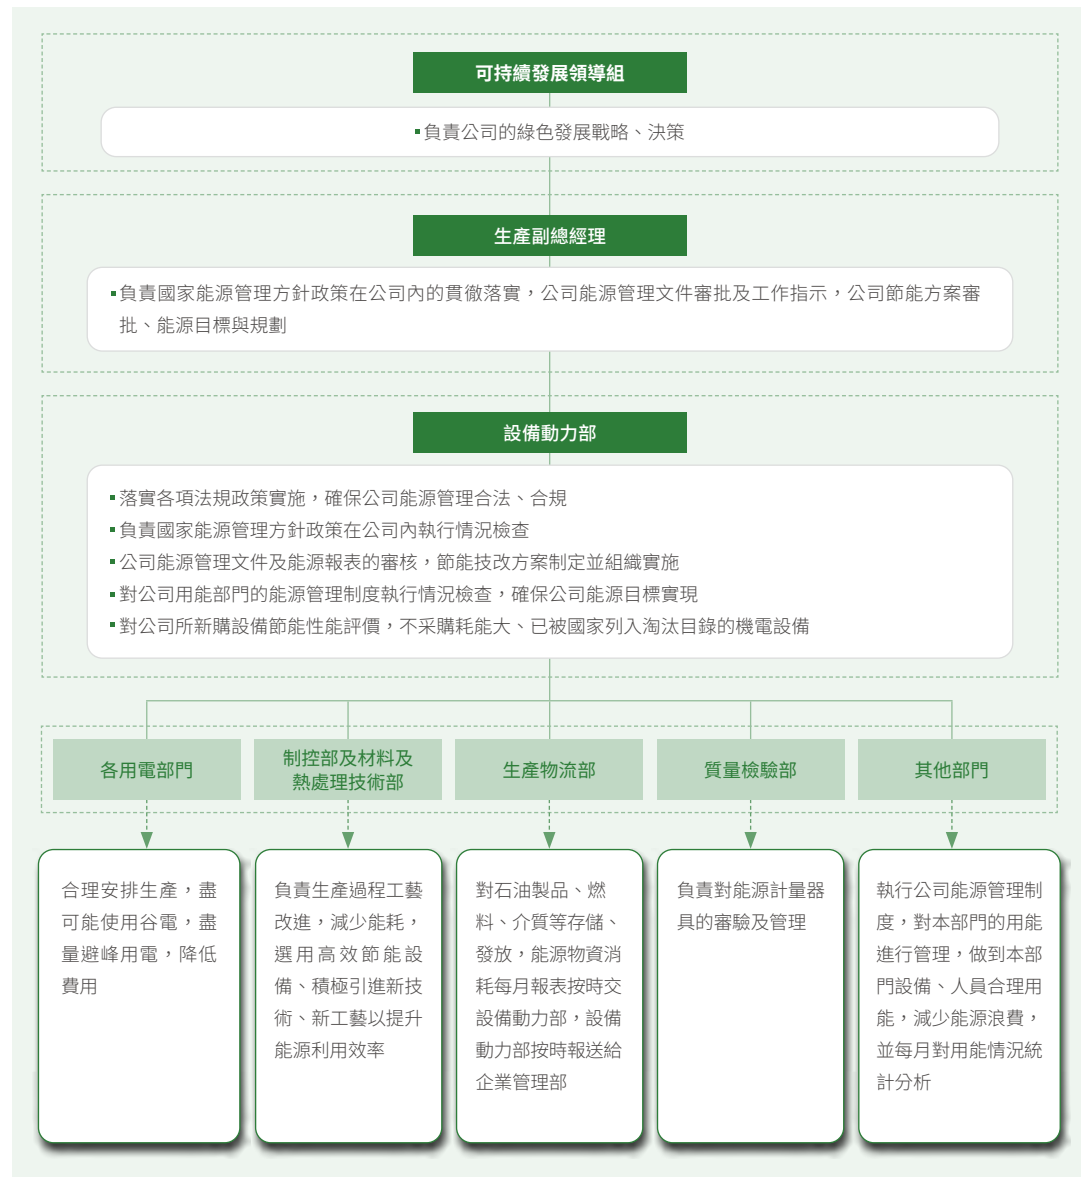 可持續發展領導組
負責公司的綠色發展戰略、決策
生產副總經理
負責國家能源管理方針政策在公司內的貫徹落實，公司能源管理文件審批及工作指示，公司節能方案審
批、能源目標與規劃
設備動力部
落實各項法規政策實施，確保公司能源管理合法、合規
負責國家能源管理方針政策在公司內執行情況檢查
公司能源管理文件及能源報表的審核，節能技改方案制定並組織實施
對公司用能部門的能源管理制度執行情況檢查，確保公司能源目標實現
對公司所新購設備節能性能評價，不采購耗能大、已被國家列入淘汰目錄的機電設備
各用電部門
合理安排生產，盡
可能使用谷電，盡
量避峰用電，降低
費用
制控部及材料及
熱處理技術部
負責生產過程工藝
改進，減少能耗，
選用高效節能設
備、積極引進新技
術、新工藝以提升
能源利用效率
生產物流部
對石油製品、燃
料、介質等存儲、
發放，能源物資消
耗每月報表按時交
設備動力部，設備
動力部按時報送給
企業管理部
質量檢驗部
負責對能源計量器
具的審驗及管理
其他部門
執行公司能源管理制
度，對本部門的用能
進行管理，做到本部
門設備、人員合理用
能，減少能源浪費，
並每月對用能情況統
計分析